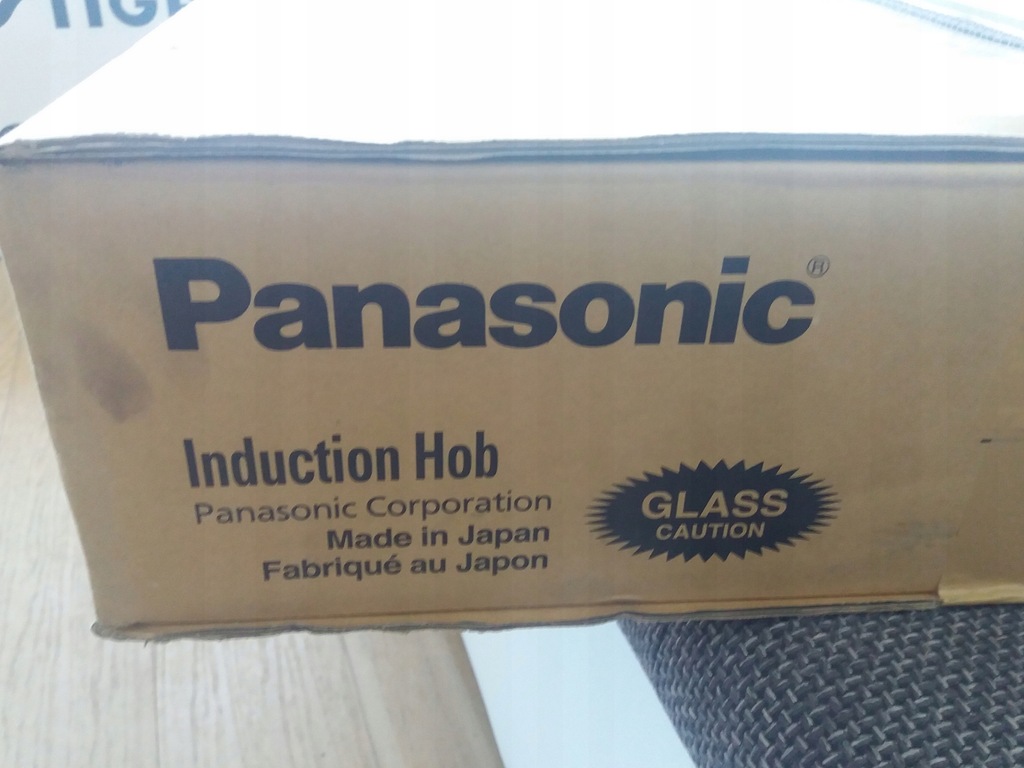 Panasonic®
Induction Hob
Panasonic Corporation
Made in Japan
Fabriqué au Japon
GLASS
CAUTION